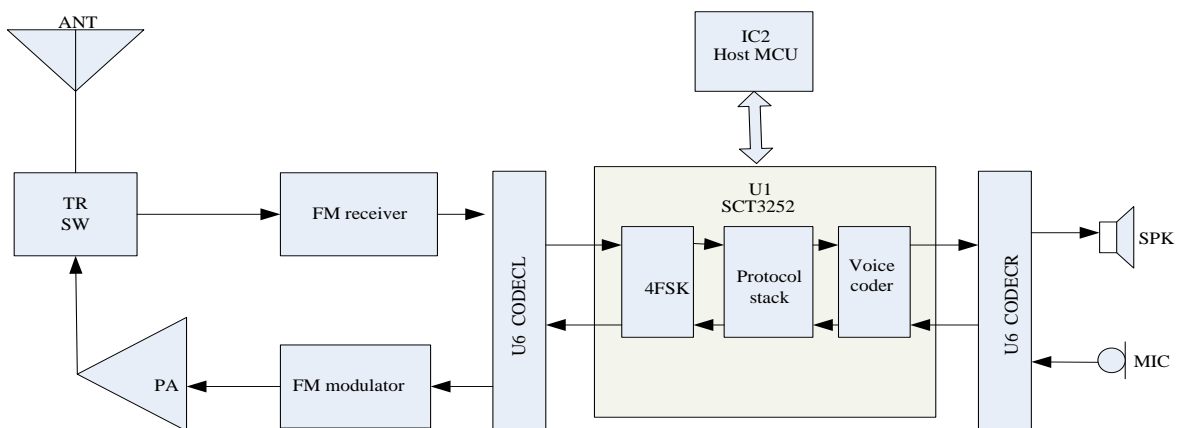 ANT
IC2
Host MCU
TR
SW
FM receiver
U6 CODECL
U1
SCT3252
4FSK
Protocol
stack
Voice
coder
U6 CODECR
SPK
MIC
PA
FM modulator